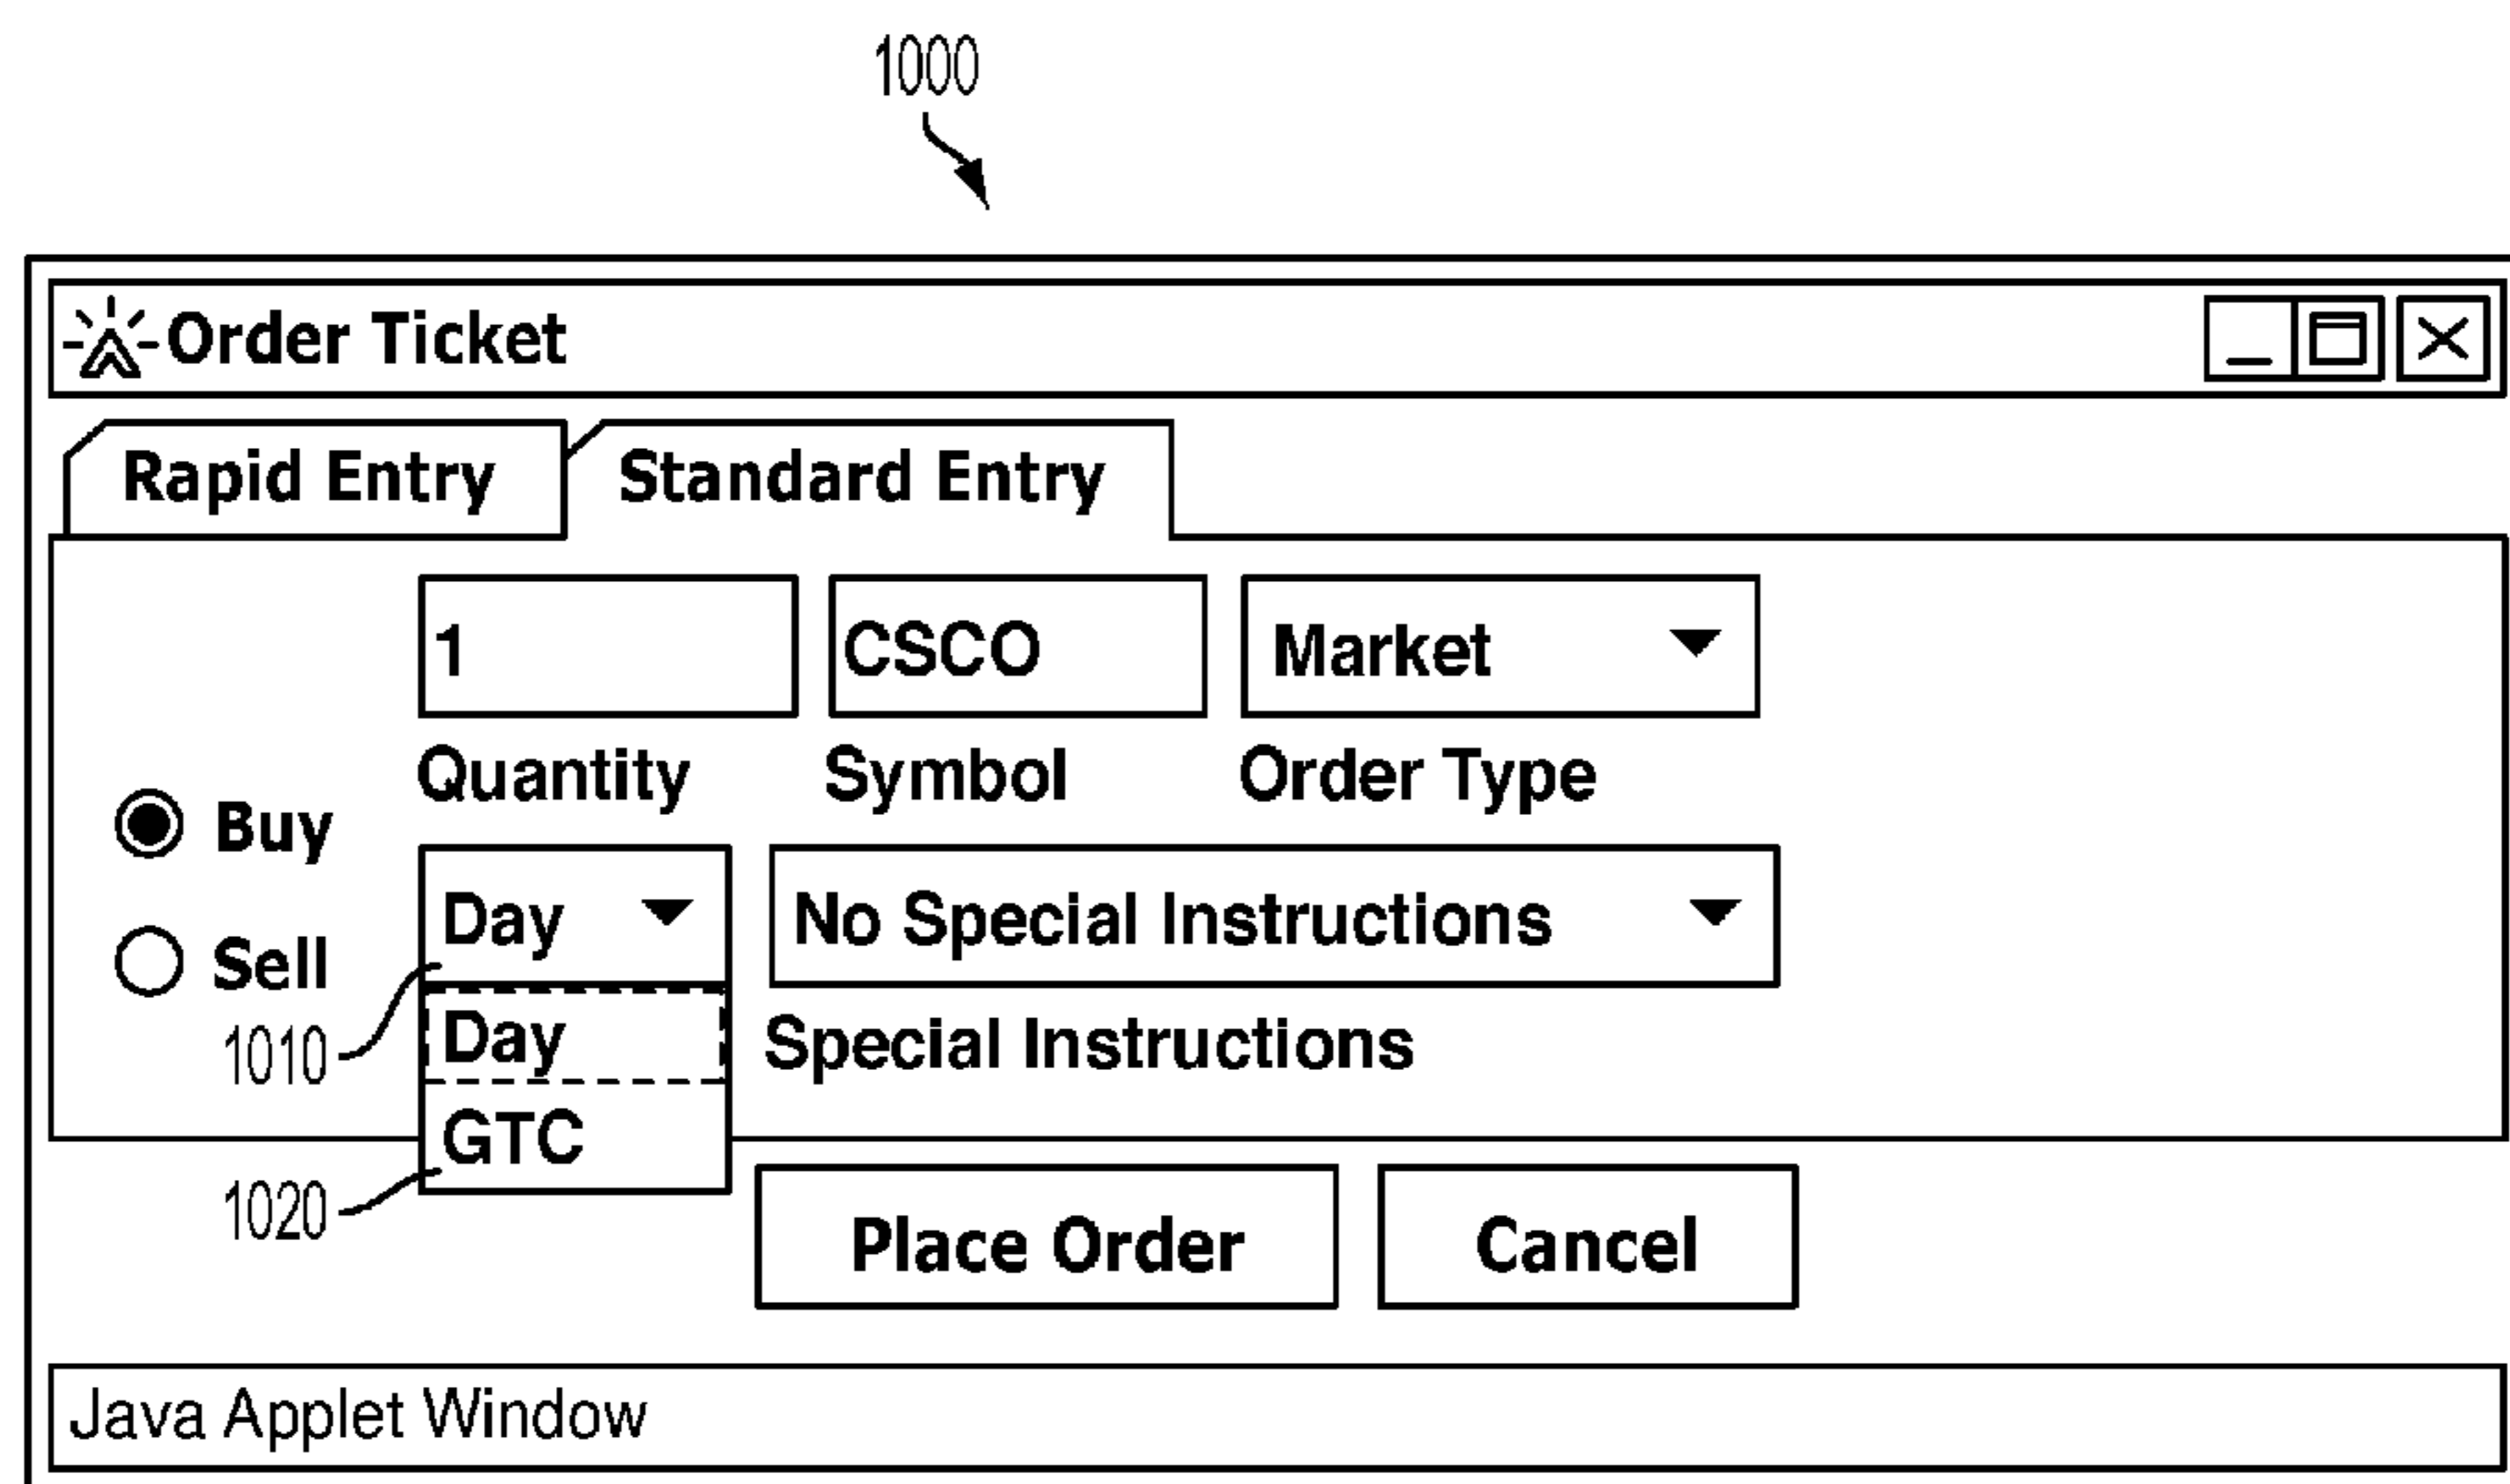 1000
Order Ticket
Rapid Entry Standard Entry
1 CSCO Market
Quantity Symbol Order Type
Buy
Day No Special Instructions
Sell
Day Special Instructions
1010
GTC
1020
Place Order Cancel
Java Applet Window